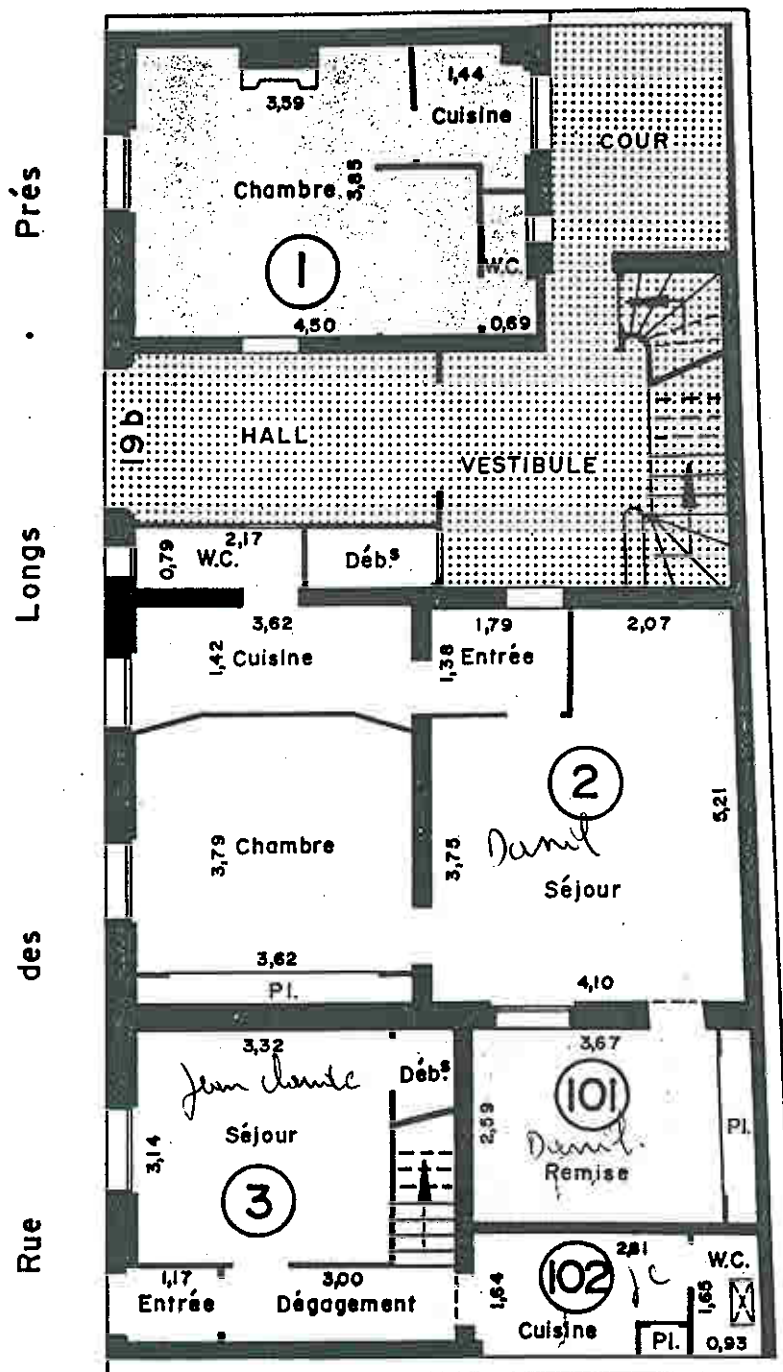 Rue des Longs Prés
19b
3,59
1,44
Cuisine
COUR
Chambre
3,85
1
W.C.
4,50
0,69
HALL
VESTIBULE
0,79
2,17
W.C.
Déb.s
3,62
1,42
Cuisine
1,79
1,38
Entrée
2,07
2
5,21
3,79
Chambre
3,75
Séjour
3,62
Pl.
4,10
3,32
Jean Claude
Déb.s
3,14
Séjour
3
3,67
101
2,59
Remise
Pl.
1,17
Entrée
3,00
Dégagement
2,81
102
JC
1,64
Cuisine
Pl.
1,65
W.C.
0,93